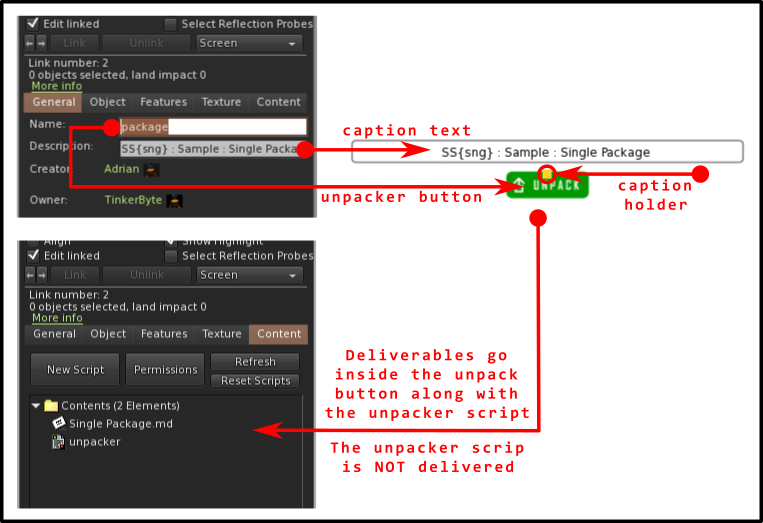 Edit linked
Select Reflection Probes
Link
Unlink
Screen
Link number: 2
0 objects selected, land impact 0
More info
General
Object
Features
Texture
Content
Name:
package
Description:
SS{sng} : Sample : Single Packa
Creator:
Adrian
Owner:
TinkerByte
caption text
SS{sng} : Sample : Single Package
UNPACK
unpacker button
caption
holder
Align
Show Highlight
Edit linked
Select Reflection Probes
Link
Unlink
Screen
Link number: 2
0 objects selected, land impact 0
More info
General
Object
Features
Texture
Content
New Script
Permissions
Refresh
Reset Scripts
Contents (2 Elements)
Single Package.md
unpacker
Deliverables go
inside the unpack
button along with
the unpacker script
The unpacker scrip
is NOT delivered